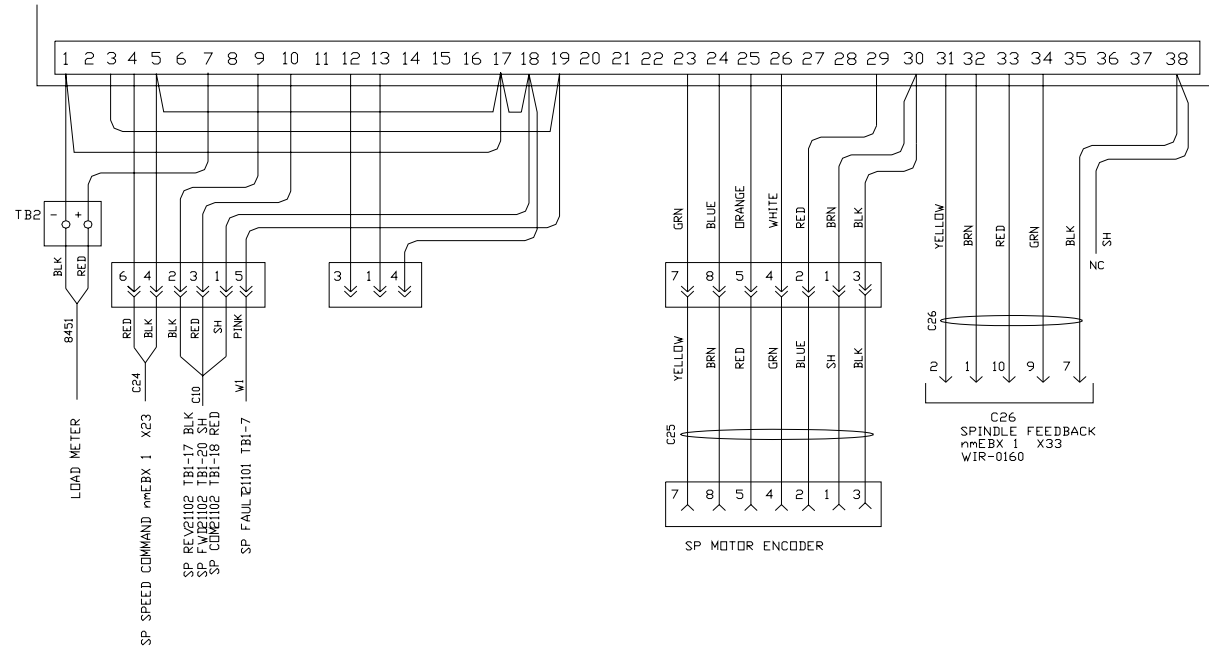 1 2 3 4 5 6 7 8 9 10 11 12 13 14 15 16 17 18 19 20 21 22 23 24 25 26 27 28 29 30 31 32 33 34 35 36 37 38
TB2 - +
BLK RED
8451
LOAD METER
6 4 2 3 1 5
RED BLK BLK RED SH PINK
C24
C10
W1
SP SPEED COMMAND nmEBX 1 X23
SP REV21102 TB1-17 BLK
SP FWD21102 TB1-20 SH
SP COM21102 TB1-18 RED
SP FAULT21101 TB1-7
3 1 4
GRN BLUE ORANGE WHITE RED BRN BLK
7 8 5 4 2 1 3
YELLOW BRN RED GRN BLUE SH BLK
C25
7 8 5 4 2 1 3
SP MOTOR ENCODER
YELLOW BRN RED GRN BLK SH
NC
C26
2 1 10 9 7
C26
SPINDLE FEEDBACK
nmEBX 1 X33
WIR-0160